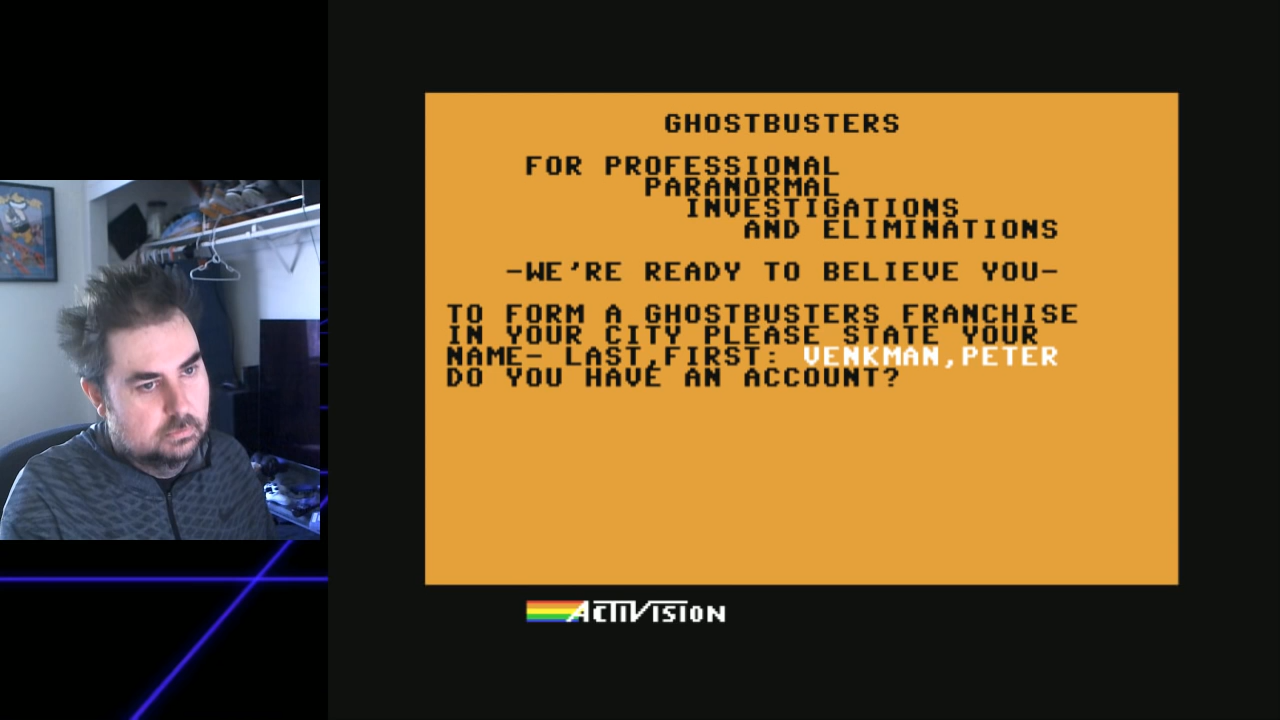 GHOSTBUSTERS
FOR PROFESSIONAL
PARANORMAL
INVESTIGATIONS
AND ELIMINATIONS
-WE'RE READY TO BELIEVE YOU-
TO FORM A GHOSTBUSTERS FRANCHISE
IN YOUR CITY PLEASE STATE YOUR
NAME- LAST,FIRST: VENKMAN,PETER
DO YOU HAVE AN ACCOUNT?
ACTIVISION